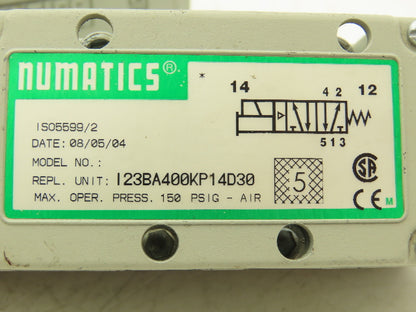 NUMATICS®
*
14 4 2 12
5 1 3
ISO5599/2
DATE: 08/05/04
MODEL NO.:
REPL. UNIT: I23BA400KP14D30
MAX. OPER. PRESS. 150 PSIG - AIR
5
CE M